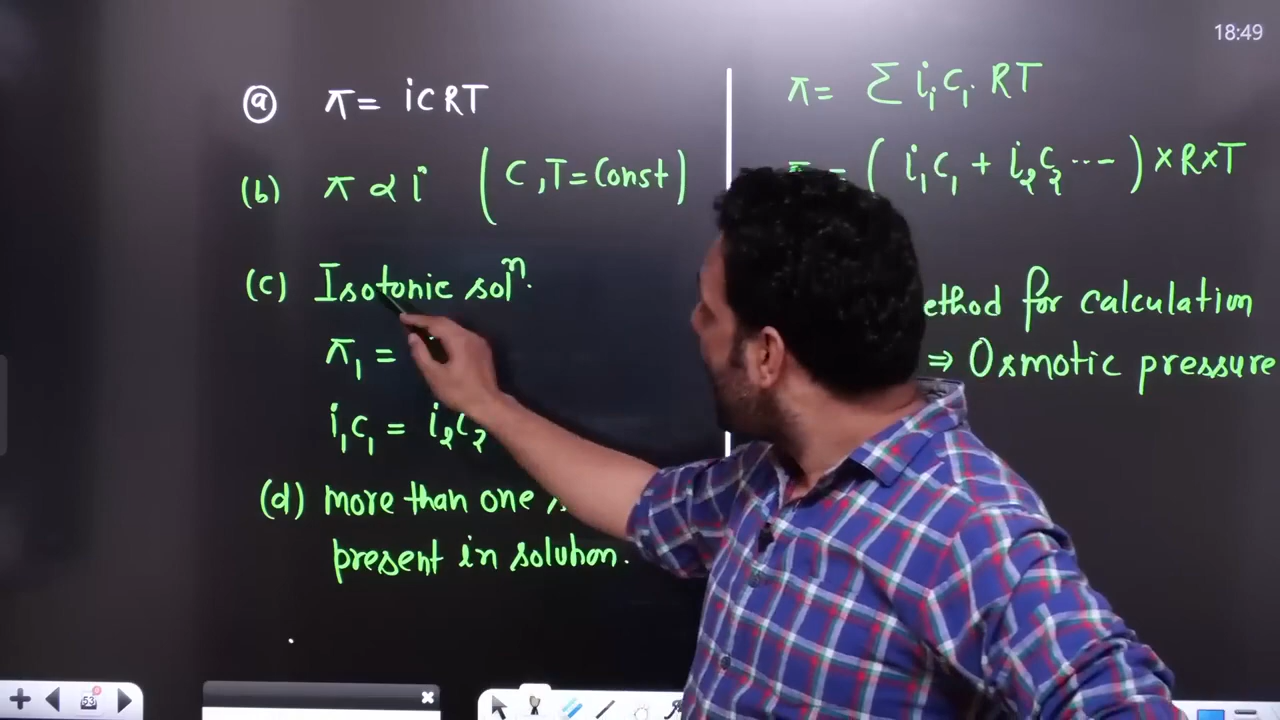 18:49
(a) π = iCRT
(b) π ∝ i (C,T=Const)
(c) Isotonic solⁿ.
π₁ =
i₁C₁ = i₂C₂
(d) more than one
present in solution.
π = Σ i₁C₁. RT
π = ( i₁C₁ + i₂C₂ ---- ) ×R×T
ethod for calculation
⇒ Osmotic pressure
53